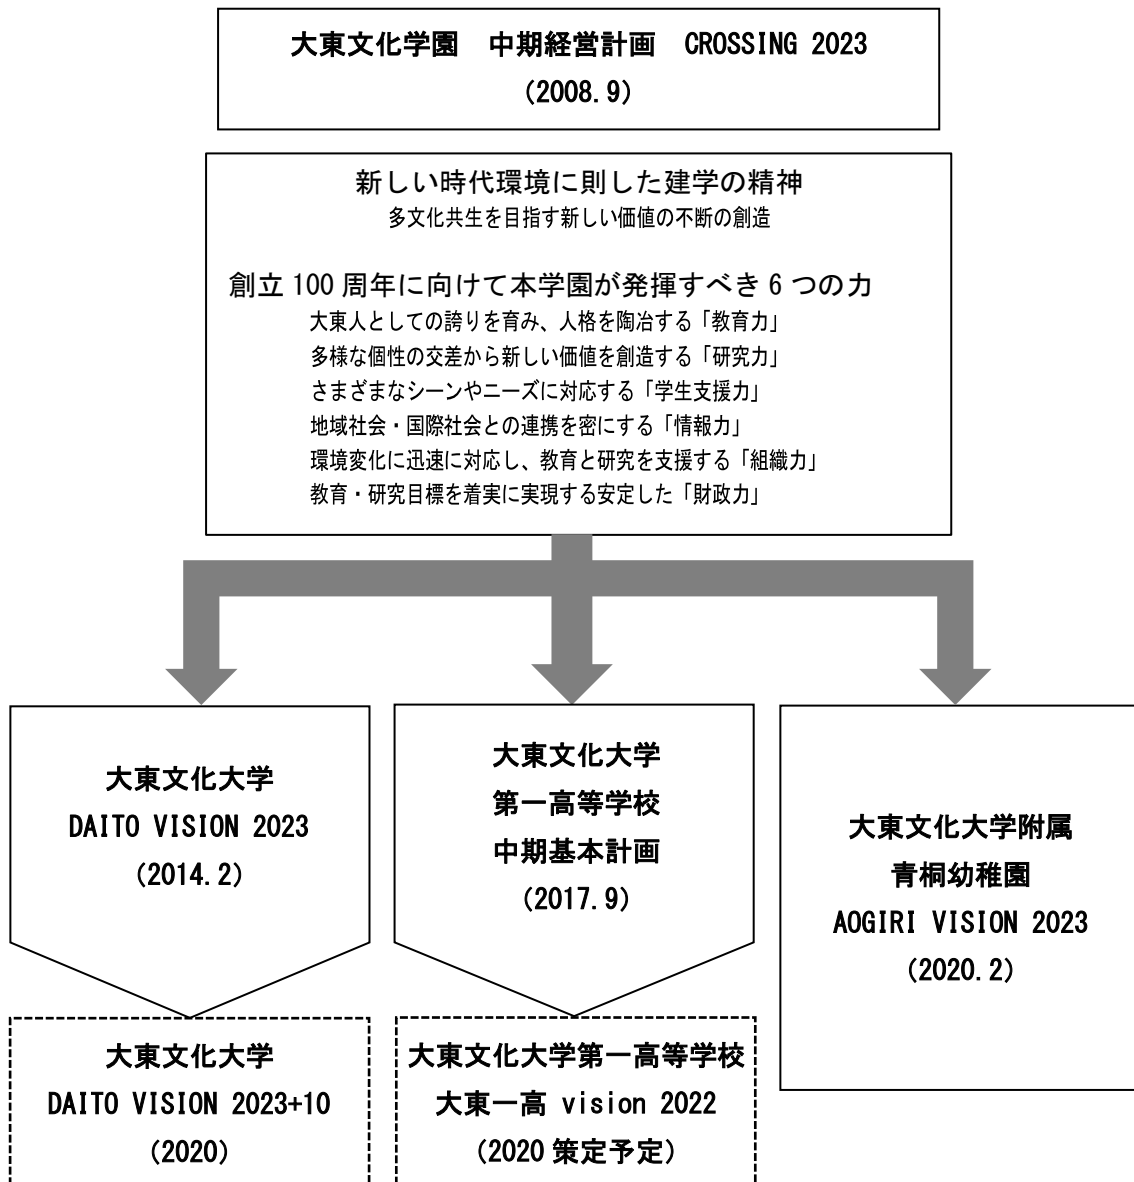 大東文化学園　中期経営計画　CROSSING 2023
(2008.9)
新しい時代環境に則した建学の精神
多文化共生を目指す新しい価値の不断の創造
創立 100 周年に向けて本学園が発揮すべき 6 つの力
大東人としての誇りを育み、人格を陶冶する「教育力」
多様な個性の交差から新しい価値を創造する「研究力」
さまざまなシーンやニーズに対応する「学生支援力」
地域社会・国際社会との連携を密にする「情報力」
環境変化に迅速に対応し、教育と研究を支援する「組織力」
教育・研究目標を着実に実現する安定した「財政力」
大東文化大学
DAITO VISION 2023
(2014.2)
大東文化大学
第一高等学校
中期基本計画
(2017.9)
大東文化大学附属
青桐幼稚園
AOGIRI VISION 2023
(2020.2)
大東文化大学
DAITO VISION 2023+10
(2020)
大東文化大学第一高等学校
大東一高 vision 2022
(2020 策定予定)